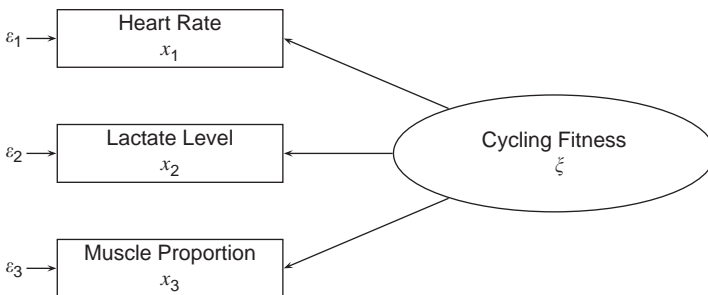 ε1
Heart Rate
x1
ε2
Lactate Level
x2
Cycling Fitness
ξ
ε3
Muscle Proportion
x3